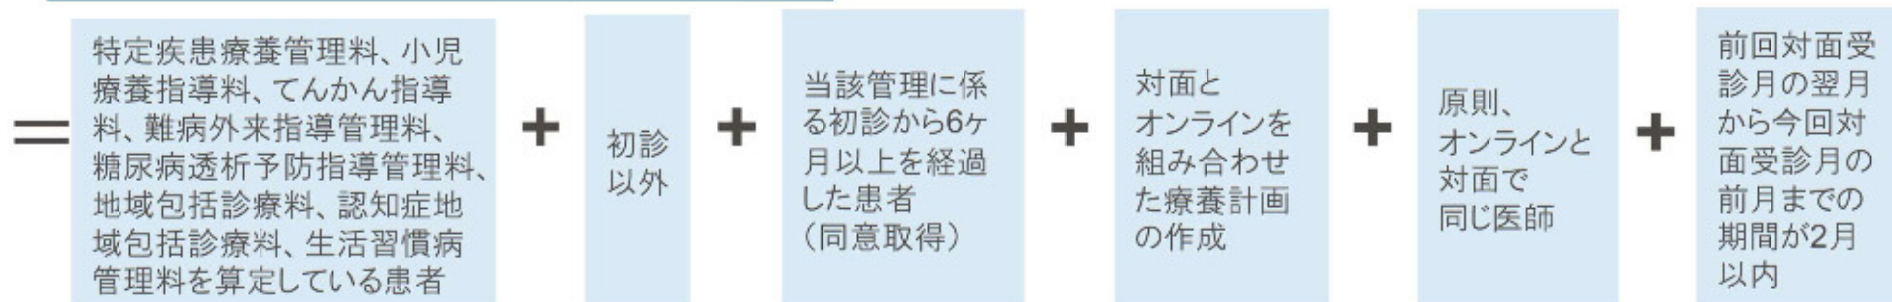 =
特定疾患療養管理料、小児
療養指導料、てんかん指導
料、難病外来指導管理料、
糖尿病透析予防指導管理料、
地域包括診療料、認知症地
域包括診療料、生活習慣病
管理料を算定している患者
+
初診
以外
+
当該管理に係
る初診から6ヶ
月以上を経過
した患者
（同意取得）
+
対面と
オンラインを
組み合わせ
た療養計画
の作成
+
原則、
オンラインと
対面で
同じ医師
+
前回対面受
診月の翌月
から今回対
面受診月の
前月までの
期間が2月
以内